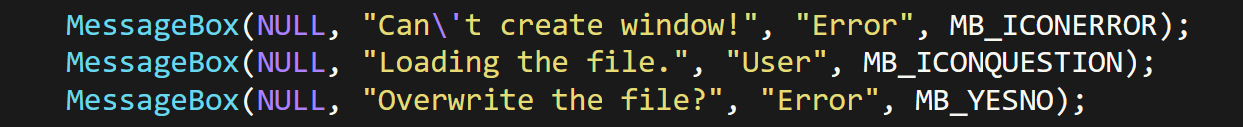 MessageBox(NULL, "Can\'t create window!", "Error", MB_ICONERROR);
MessageBox(NULL, "Loading the file.", "User", MB_ICONQUESTION);
MessageBox(NULL, "Overwrite the file?", "Error", MB_YESNO);